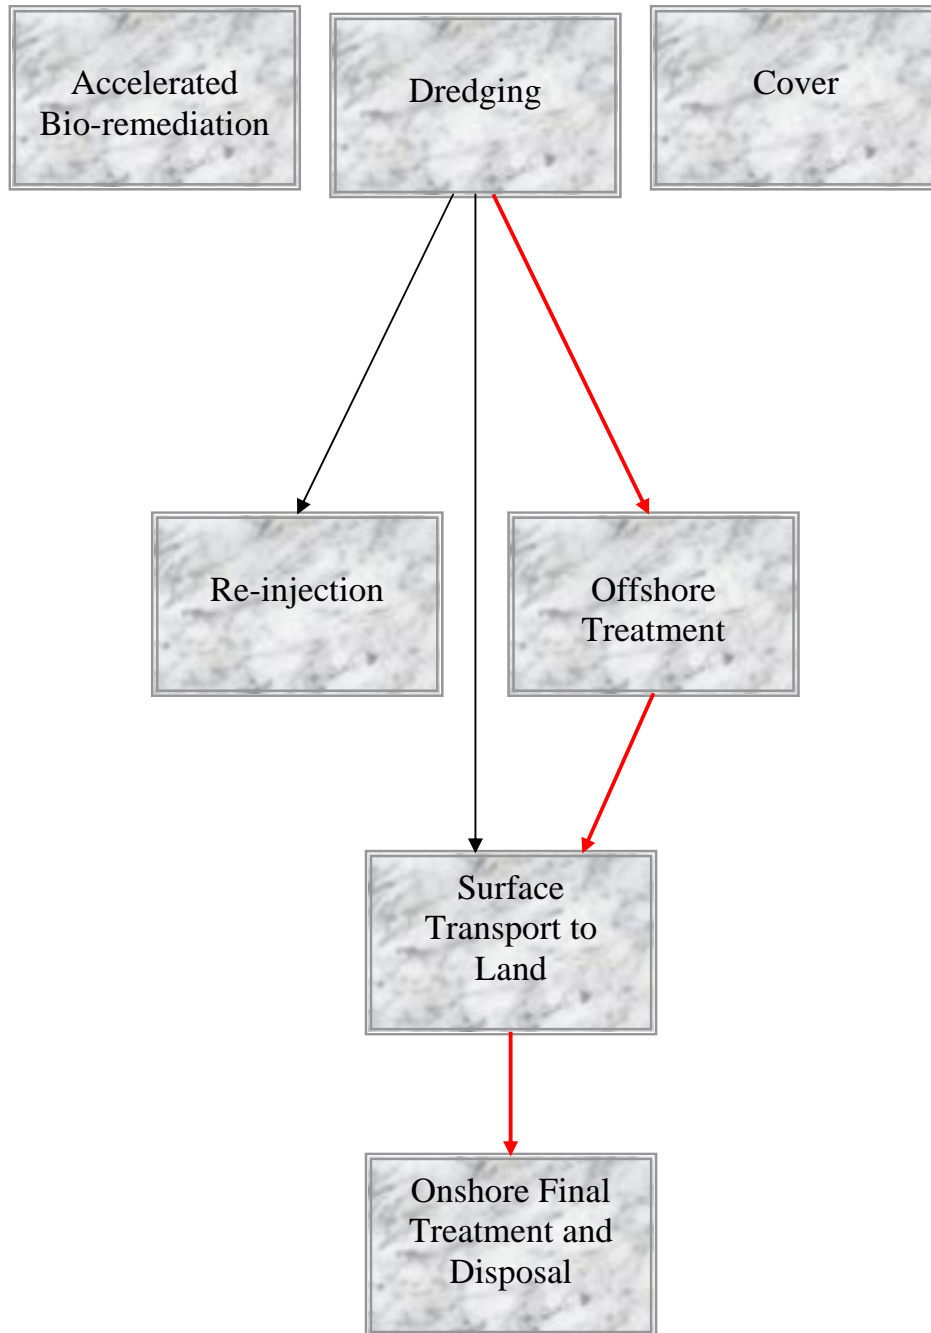 Accelerated
Bio-remediation
Dredging
Cover
Re-injection
Offshore
Treatment
Surface
Transport to
Land
Onshore Final
Treatment and
Disposal